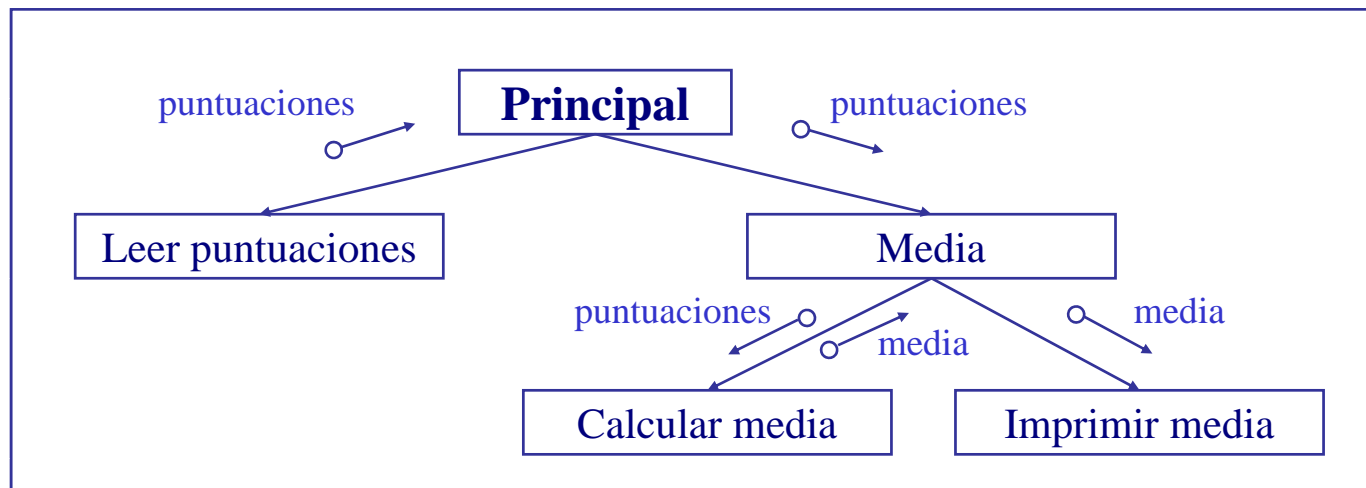 puntuaciones
Principal
puntuaciones
Leer puntuaciones
Media
puntuaciones
media
media
Calcular media
Imprimir media